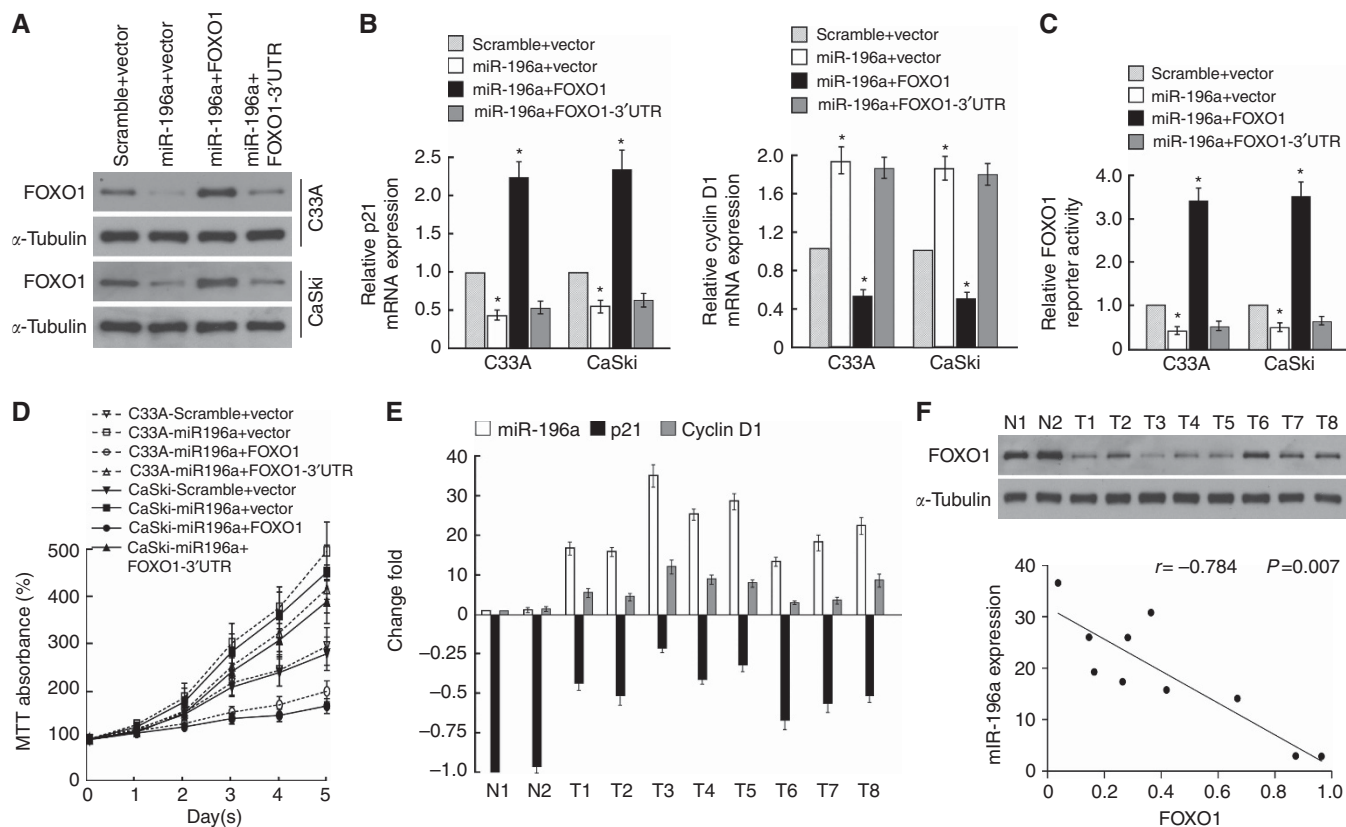 A
Scramble+vector
miR-196a+vector
miR-196a+FOXO1
miR-196a+
FOXO1-3′UTR
FOXO1
α-Tubulin
C33A
FOXO1
α-Tubulin
CaSki
B
Scramble+vector
miR-196a+vector
miR-196a+FOXO1
miR-196a+FOXO1-3′UTR
Relative p21
mRNA expression
2.5
2.0
1.5
1.0
0.5
0
* * * *
C33A CaSki
Scramble+vector
miR-196a+vector
miR-196a+FOXO1
miR-196a+FOXO1-3′UTR
Relative cyclin D1
mRNA expression
2.0
1.6
1.2
0.8
0.4
0
* * * *
C33A CaSki
C
Scramble+vector
miR-196a+vector
miR-196a+FOXO1
miR-196a+FOXO1-3′UTR
Relative FOXO1
reporter activity
4.0
3.0
2.0
1.0
0
* * * *
C33A CaSki
D
C33A-Scramble+vector
C33A-miR196a+vector
C33A-miR196a+FOXO1
C33A-miR196a+FOXO1-3′UTR
CaSki-Scramble+vector
CaSki-miR196a+vector
CaSki-miR196a+FOXO1
CaSki-miR196a+
FOXO1-3′UTR
MTT absorbance (%)
500
400
300
200
100
0
0 1 2 3 4 5
Day(s)
E
miR-196a p21 Cyclin D1
Change fold
40
30
20
10
0
−0.25
−0.5
−0.75
−1.0
N1 N2 T1 T2 T3 T4 T5 T6 T7 T8
F
N1 N2 T1 T2 T3 T4 T5 T6 T7 T8
FOXO1
α-Tubulin
r= −0.784 P=0.007
mIR-196a expression
40
30
20
10
0
0 0.2 0.4 0.6 0.8 1.0
FOXO1